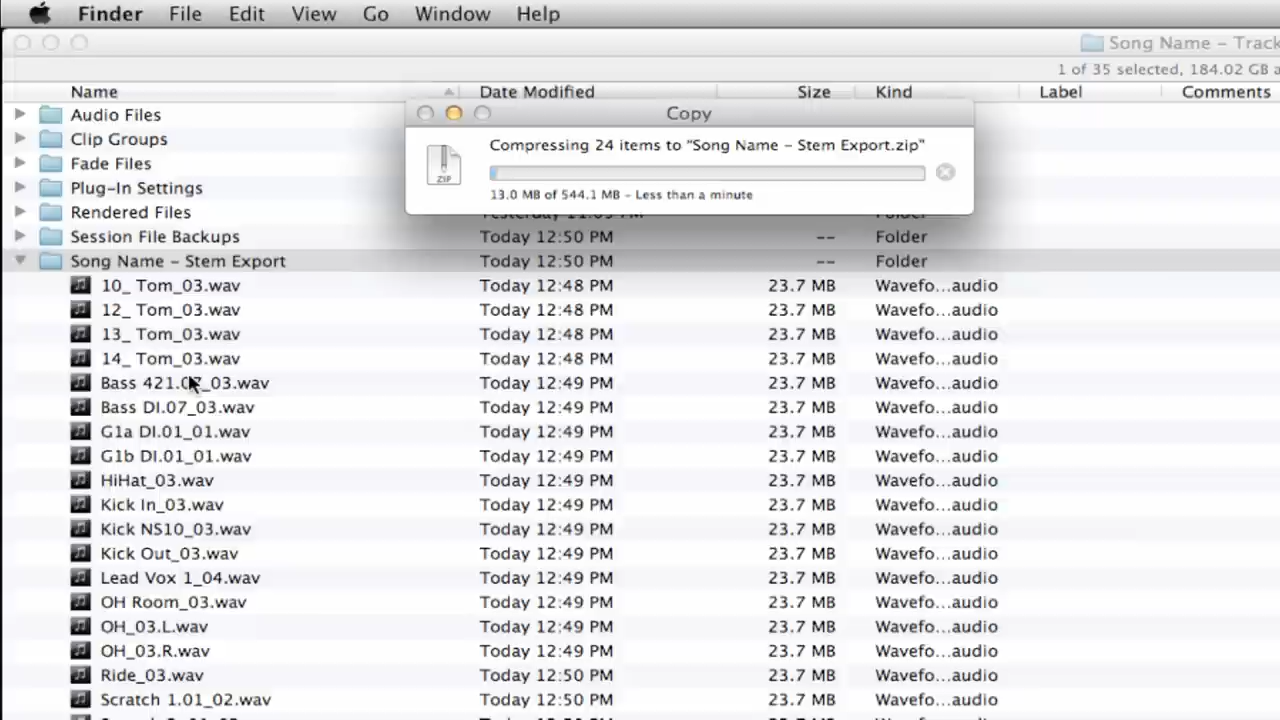 Finder File Edit View Go Window Help
Song Name – Track
1 of 35 selected, 184.02 GB a
Name Date Modified Size Kind Label Comments
Copy
Compressing 24 items to “Song Name – Stem Export.zip”
ZIP
13.0 MB of 544.1 MB – Less than a minute
Audio Files
Clip Groups
Fade Files
Plug-In Settings
Rendered Files
Session File Backups Today 12:50 PM -- Folder
Song Name – Stem Export Today 12:50 PM -- Folder
10_ Tom_03.wav Today 12:48 PM 23.7 MB Wavefo...audio
12_ Tom_03.wav Today 12:48 PM 23.7 MB Wavefo...audio
13_ Tom_03.wav Today 12:48 PM 23.7 MB Wavefo...audio
14_ Tom_03.wav Today 12:48 PM 23.7 MB Wavefo...audio
Bass 421.07_03.wav Today 12:49 PM 23.7 MB Wavefo...audio
Bass DI.07_03.wav Today 12:49 PM 23.7 MB Wavefo...audio
G1a DI.01_01.wav Today 12:49 PM 23.7 MB Wavefo...audio
G1b DI.01_01.wav Today 12:49 PM 23.7 MB Wavefo...audio
HiHat_03.wav Today 12:49 PM 23.7 MB Wavefo...audio
Kick In_03.wav Today 12:49 PM 23.7 MB Wavefo...audio
Kick NS10_03.wav Today 12:49 PM 23.7 MB Wavefo...audio
Kick Out_03.wav Today 12:49 PM 23.7 MB Wavefo...audio
Lead Vox 1_04.wav Today 12:49 PM 23.7 MB Wavefo...audio
OH Room_03.wav Today 12:49 PM 23.7 MB Wavefo...audio
OH_03.L.wav Today 12:49 PM 23.7 MB Wavefo...audio
OH_03.R.wav Today 12:49 PM 23.7 MB Wavefo...audio
Ride_03.wav Today 12:50 PM 23.7 MB Wavefo...audio
Scratch 1.01_02.wav Today 12:50 PM 23.7 MB Wavefo...audio